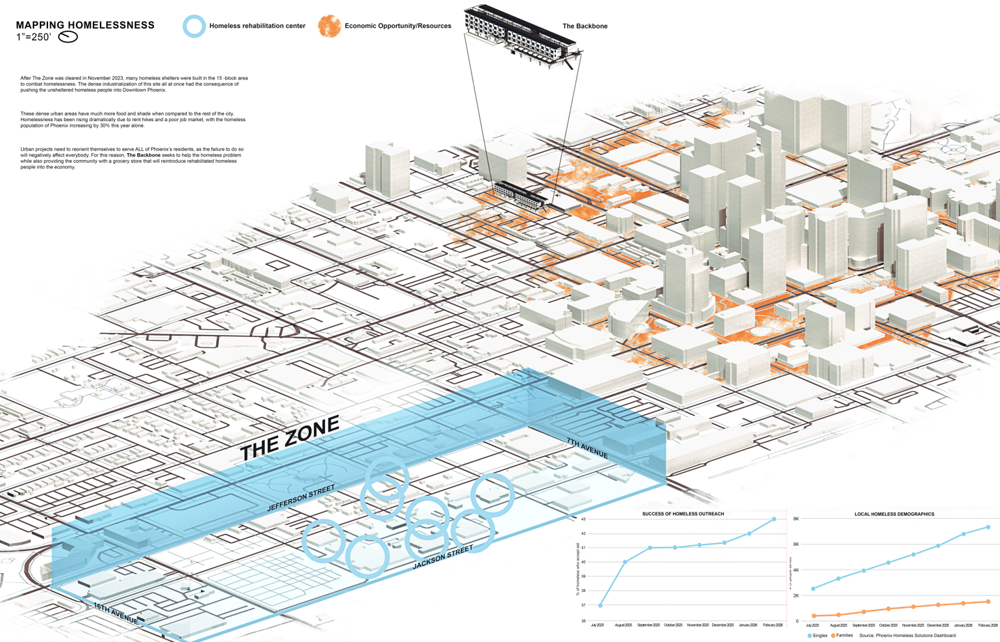 MAPPING HOMELESSNESS
1”=250’
Homeless rehabilitation center
Economic Opportunity/Resources
The Backbone
After The Zone was cleared in November 2023, many homeless shelters were built in the 15 -block area
to combat homelessness. The dense industrialization of this site all at once had the consequence of
pushing the unsheltered homeless people into Downtown Phoenix.
These dense urban areas have much more food and shade when compared to the rest of the city.
Homelessness has been rising dramatically due to rent hikes and a poor job market, with the homeless
population of Phoenix increasing by 30% this year alone.
Urban projects need to reorient themselves to serve ALL of Phoenix’s residents, as the failure to do so
will negatively affect everybody. For this reason, The Backbone seeks to help the homeless problem
while also providing the community with a grocery store that will reintroduce rehabilitated homeless
people into the economy.
THE ZONE
7TH AVENUE
JEFFERSON STREET
JACKSON STREET
16TH AVENUE
SUCCESS OF HOMELESS OUTREACH
% of homeless who accept aid
43
42
41
40
39
38
37
36
July 2025 August 2025 September 2025 October 2025 November 2025 December 2025 January 2026 February 2026
LOCAL HOMELESS DEMOGRAPHICS
8K
6K
4K
2K
0
July 2025 August 2025 September 2025 October 2025 November 2025 December 2025 January 2026 February 2026
Singles Families Source: Phoenix Homeless Solutions Dashboard